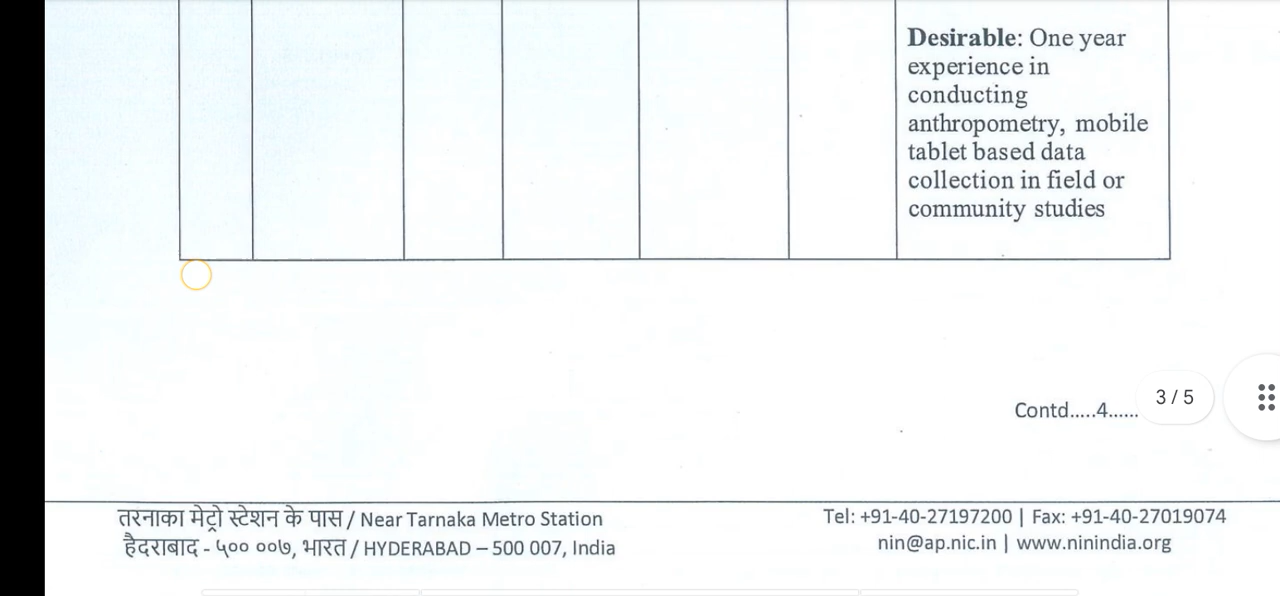 Desirable: One year
experience in
conducting
anthropometry, mobile
tablet based data
collection in field or
community studies
3 / 5
Contd.....4......
तरनाका मेट्रो स्टेशन के पास / Near Tarnaka Metro Station
हैदराबाद - ५०० ००७, भारत / HYDERABAD – 500 007, India
Tel: +91-40-27197200 | Fax: +91-40-27019074
nin@ap.nic.in | www.ninindia.org